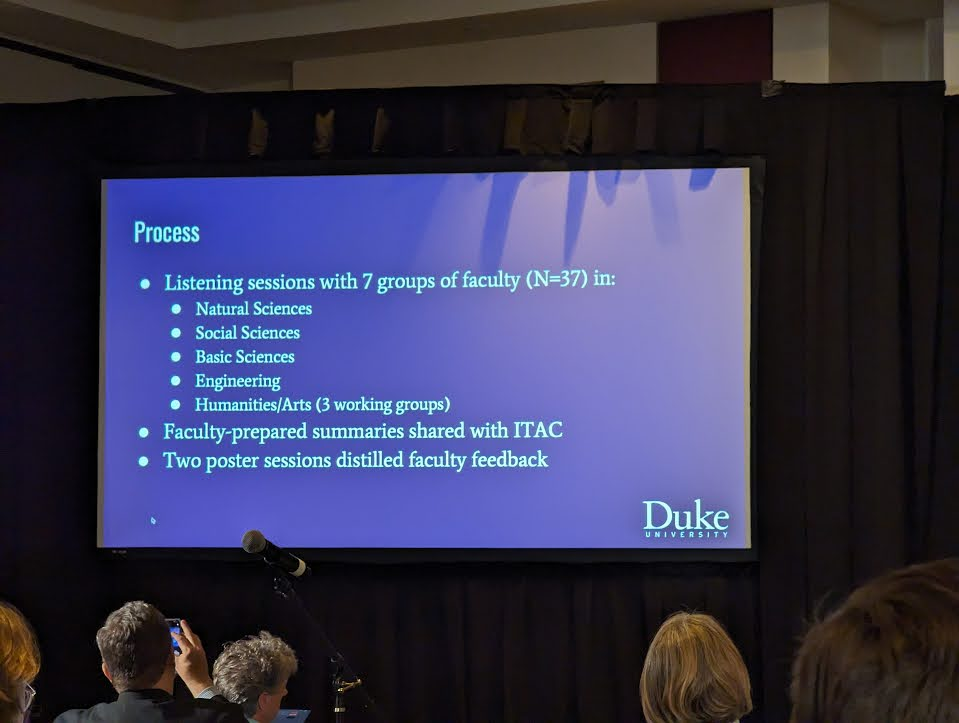 Process
Listening sessions with 7 groups of faculty (N=37) in:
Natural Sciences
Social Sciences
Basic Sciences
Engineering
Humanities/Arts (3 working groups)
Faculty-prepared summaries shared with ITAC
Two poster sessions distilled faculty feedback
Duke
UNIVERSITY